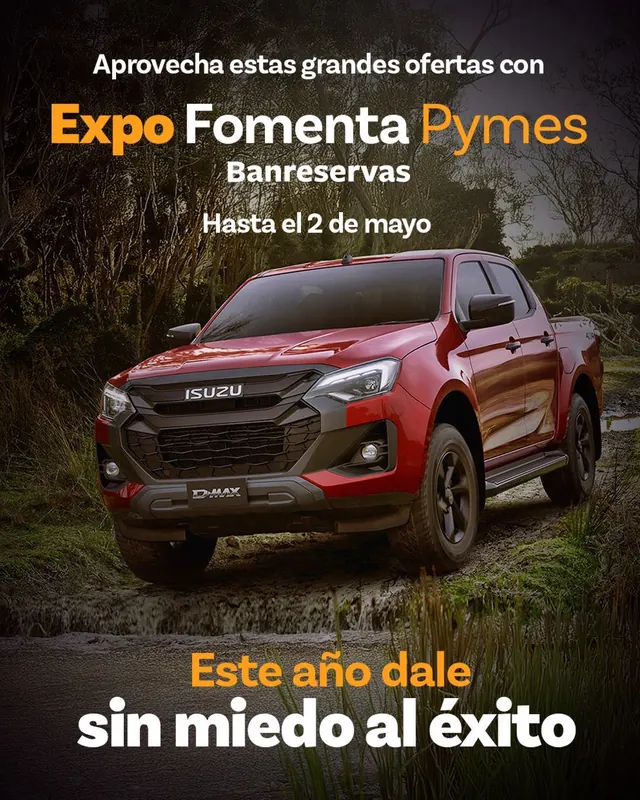 Aprovecha estas grandes ofertas con
Expo Fomenta Pymes
Banreservas
Hasta el 2 de mayo
ISUZU
D-MAX
Este año dale
sin miedo al éxito